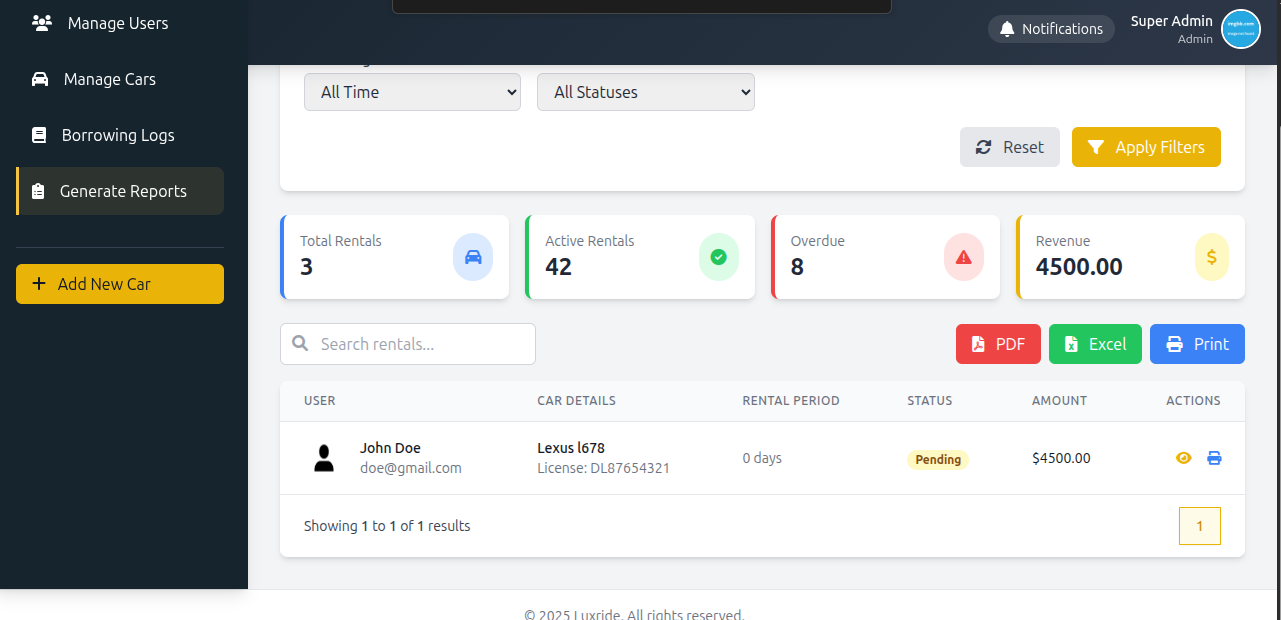 Manage Users
Manage Cars
Borrowing Logs
Generate Reports
Add New Car
Notifications
Super Admin
Admin
All Time
All Statuses
Reset
Apply Filters
Total Rentals
3
Active Rentals
42
Overdue
8
Revenue
4500.00
$
Search rentals...
PDF
Excel
Print
USER CAR DETAILS RENTAL PERIOD STATUS AMOUNT ACTIONS
John Doe
doe@gmail.com
Lexus l678
License: DL87654321
0 days
Pending
$4500.00
Showing 1 to 1 of 1 results
1
© 2025 Luxride. All rights reserved.